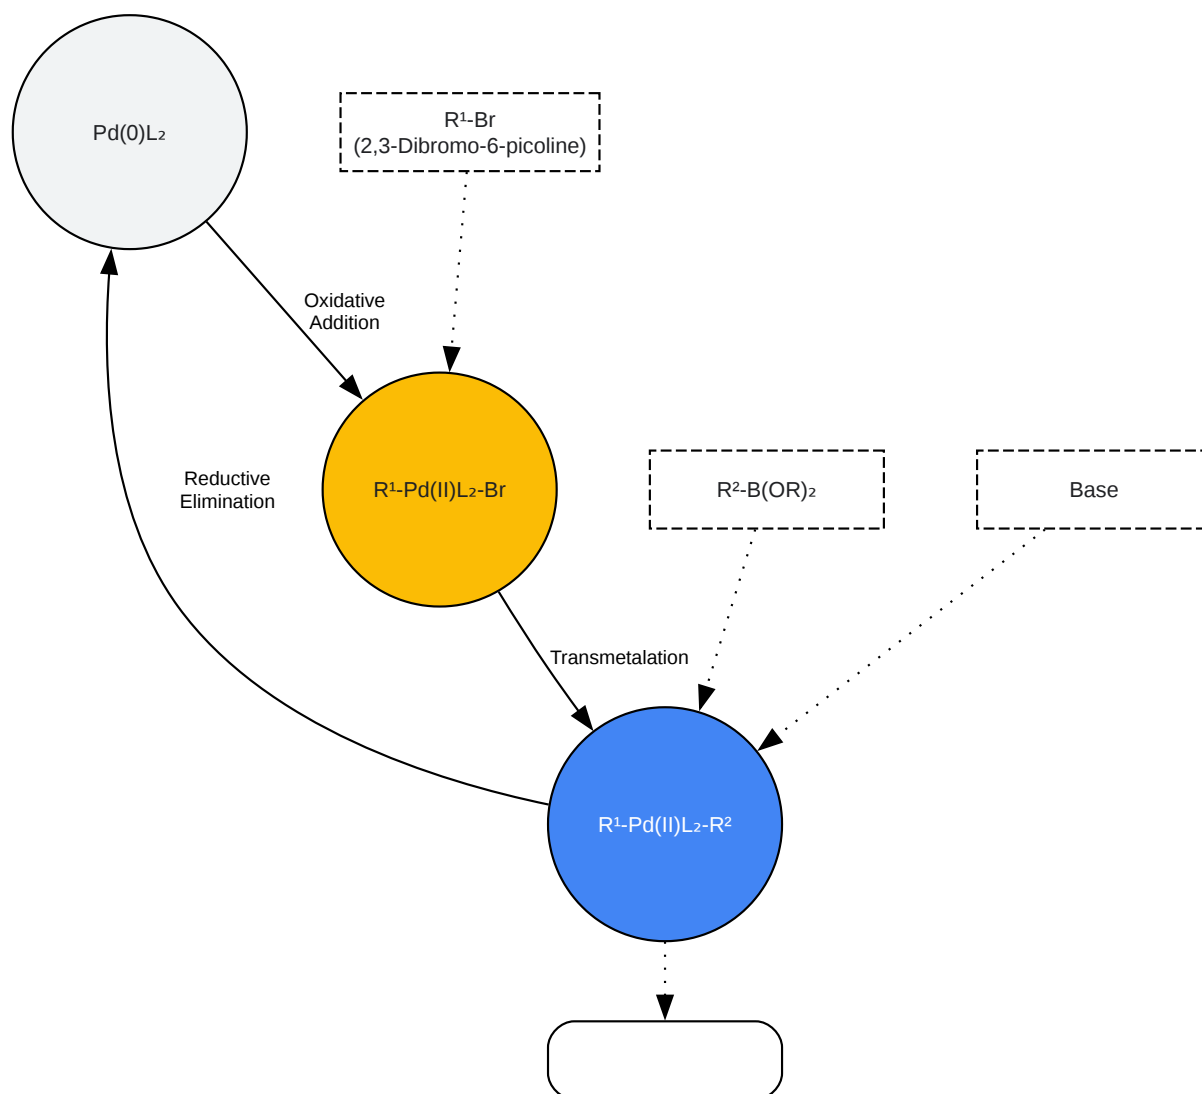 Pd(0)L₂
R¹-Br
(2,3-Dibromo-6-picoline)
Oxidative
Addition
Reductive
Elimination
R¹-Pd(II)L₂-Br
R²-B(OR)₂
Base
Transmetalation
R¹-Pd(II)L₂-R²